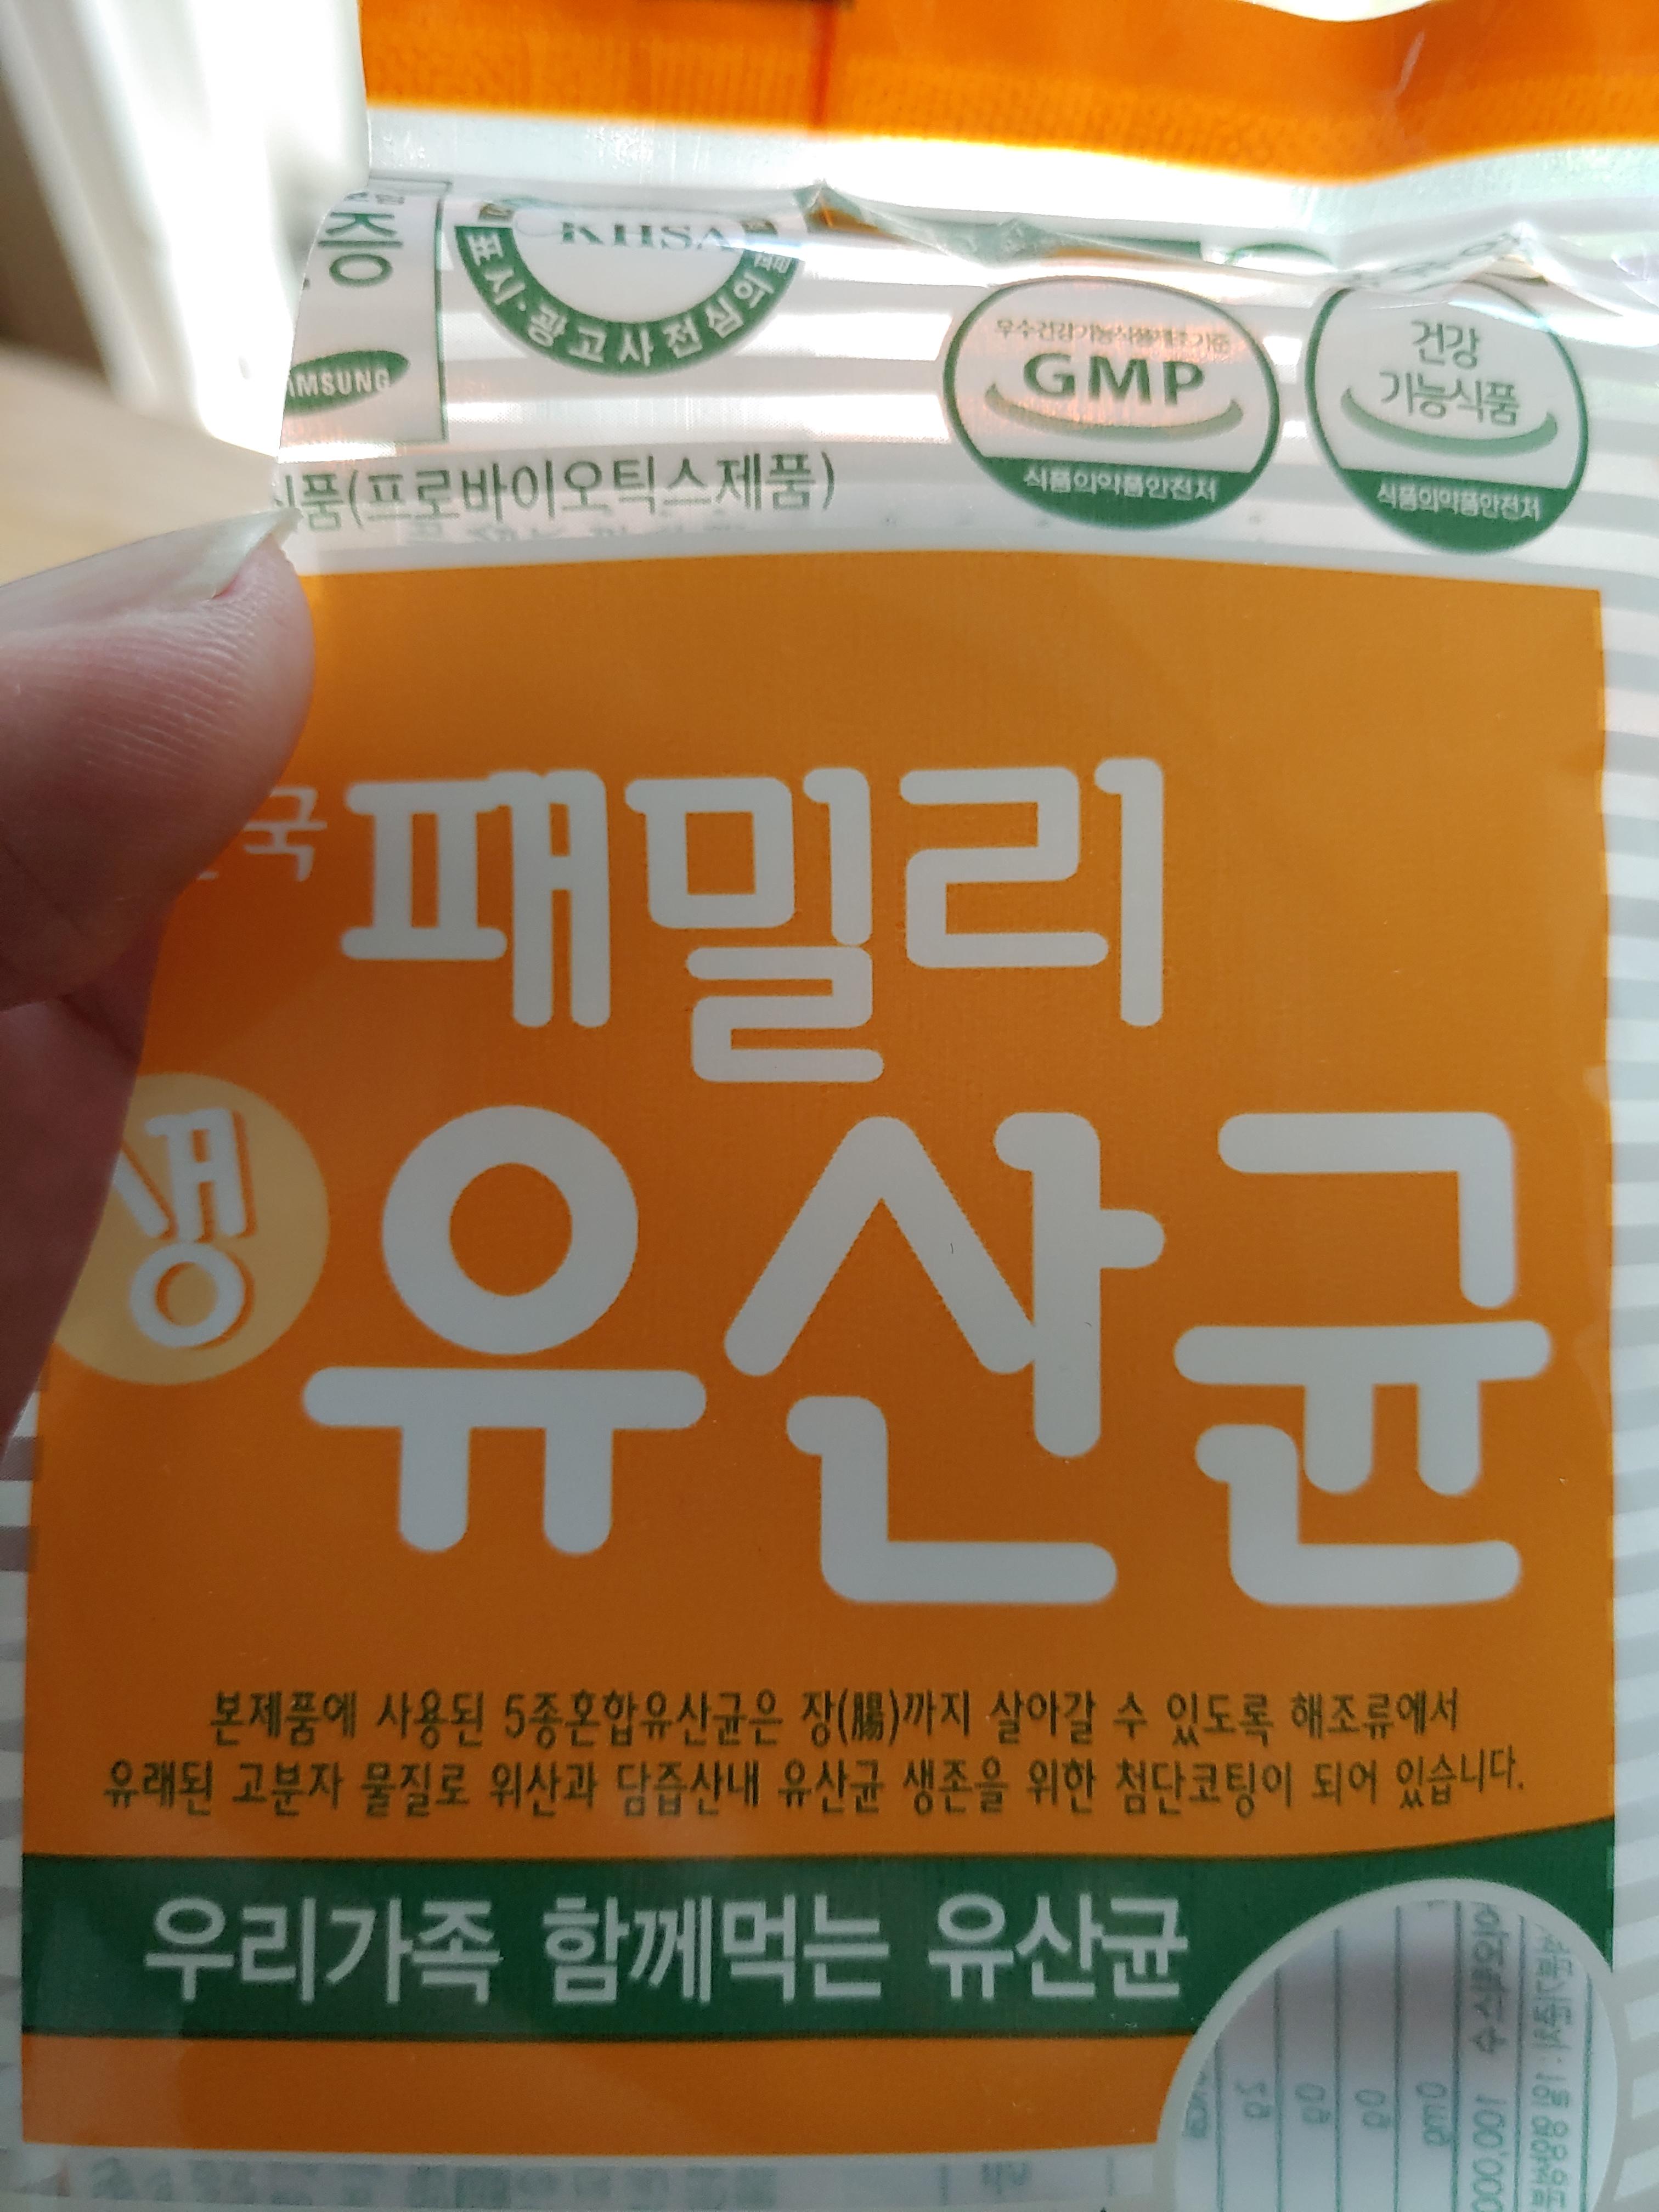 증
KHSA
표시·광고사전심의필
SAMSUNG
우수건강기능식품제조기준
GMP
식품의약품안전처
건강
기능식품
식품의약품안전처
식품(프로바이오틱스제품)
국 패밀리
생 유산균
본제품에 사용된 5종혼합유산균은 장(腸)까지 살아갈 수 있도록 해조류에서
유래된 고분자 물질로 위산과 담즙산내 유산균 생존을 위한 첨단코팅이 되어 있습니다.
우리가족 함께먹는 유산균